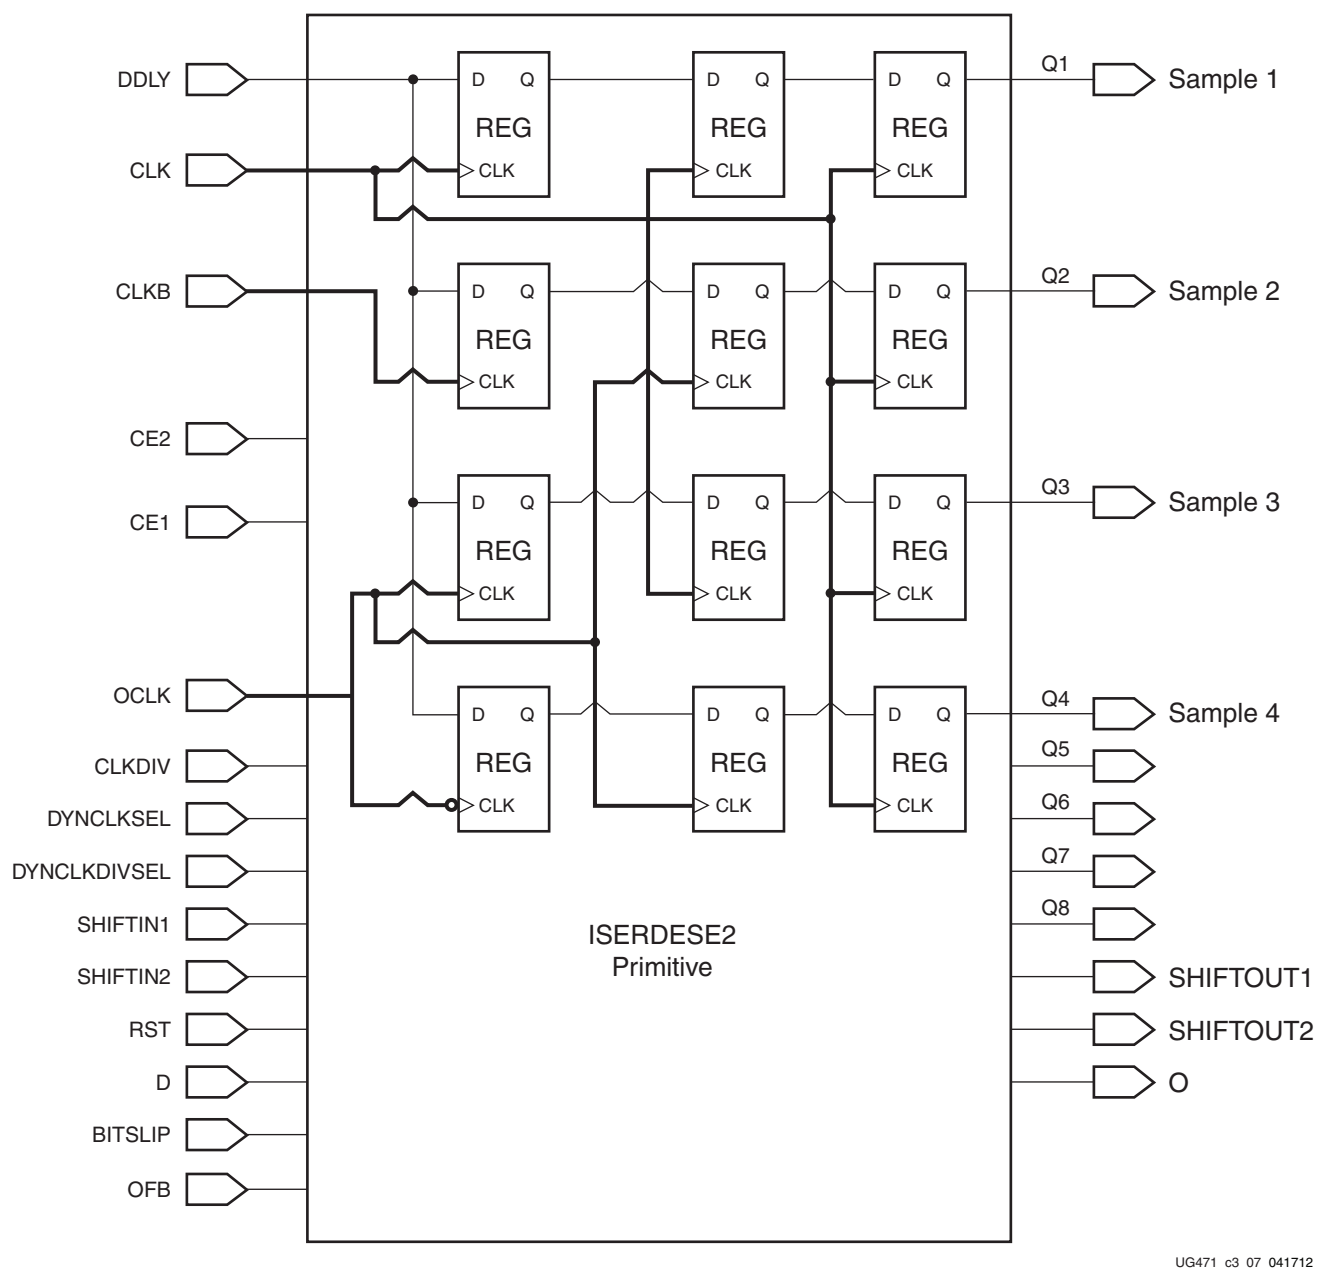 DDLY D Q D Q D Q Q1 Sample 1
REG REG REG
CLK CLK CLK CLK
CLKB D Q D Q D Q Q2 Sample 2
REG REG REG
CLK CLK CLK
CE2
CE1 D Q D Q D Q Q3 Sample 3
REG REG REG
CLK CLK CLK
OCLK D Q D Q D Q Q4 Sample 4
REG REG REG
CLKDIV Q5
CLK CLK CLK
DYNCLKSEL Q6
DYNCLKDIVSEL Q7
SHIFTIN1 Q8
ISERDESE2
Primitive
SHIFTIN2 SHIFTOUT1
RST SHIFTOUT2
D O
BITSLIP
OFB
UG471_c3_07_041712